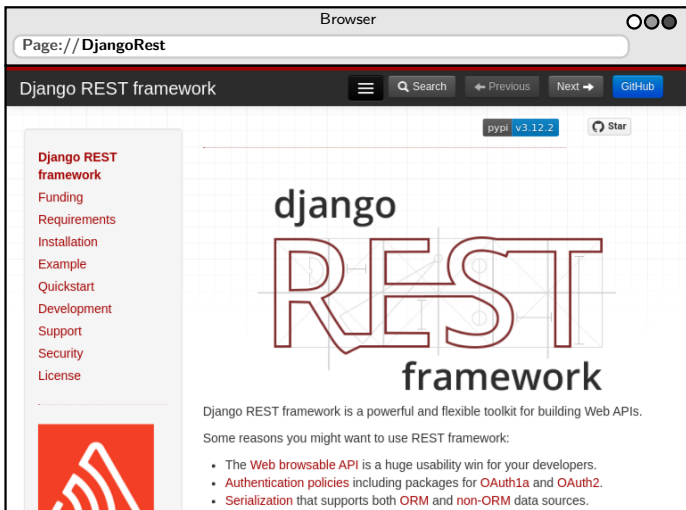 Browser
Page://DjangoRest
Django REST framework
Search
Previous
Next
GitHub
pypi v3.12.2
Star
Django REST
framework
Funding
Requirements
Installation
Example
Quickstart
Development
Support
Security
License
django
REST
framework
Django REST framework is a powerful and flexible toolkit for building Web APIs.
Some reasons you might want to use REST framework:
• The Web browsable API is a huge usability win for your developers.
• Authentication policies including packages for OAuth1a and OAuth2.
• Serialization that supports both ORM and non-ORM data sources.